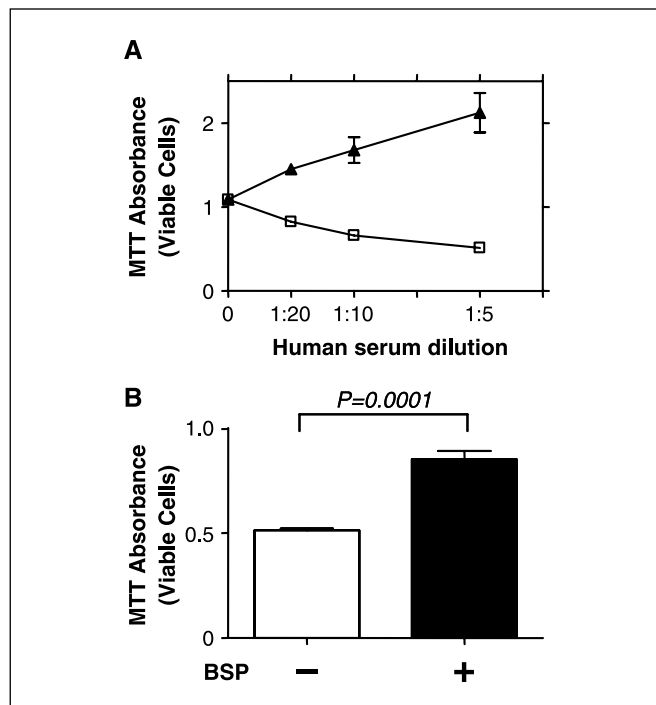 A
MTT Absorbance
(Viable Cells)
2
1
0
0 1:20 1:10 1:5
Human serum dilution
B
P=0.0001
MTT Absorbance
(Viable Cells)
1.0
0.5
0
BSP − +